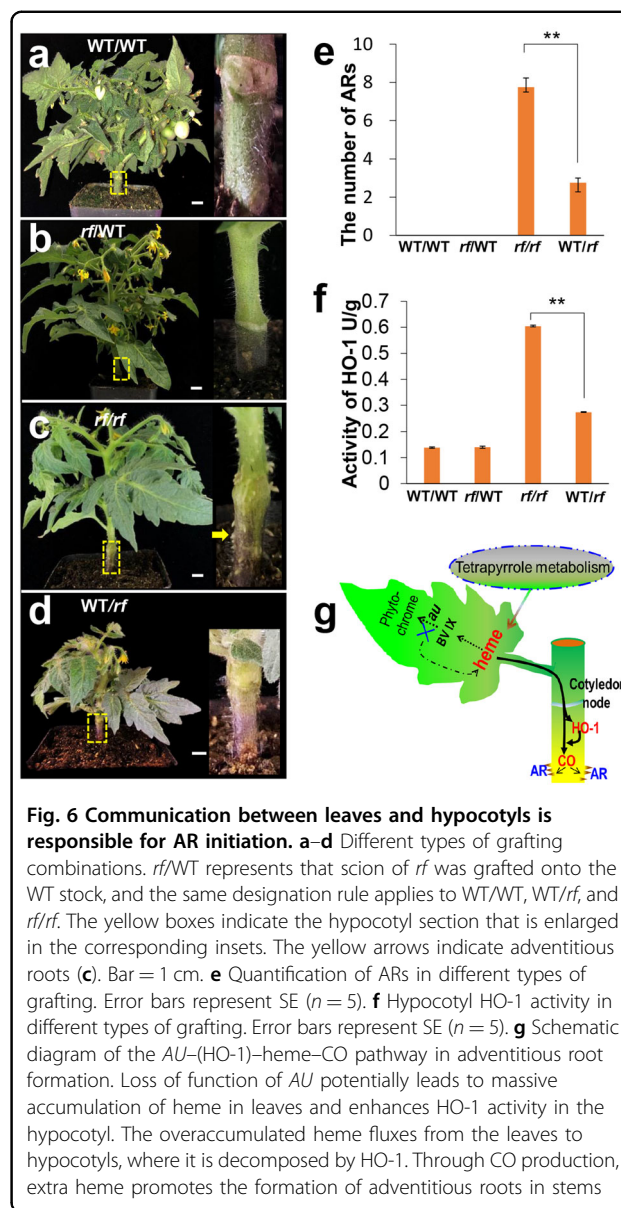 a
WT/WT
b
rf/WT
c
rf/rf
d
WT/rf
e
The number of ARs
10
8
6
4
2
0
**
WT/WT rf/WT rf/rf WT/rf
f
Activity of HO-1 U/g
0.7
0.6
0.5
0.4
0.3
0.2
0.1
0
**
WT/WT rf/WT rf/rf WT/rf
g
Tetrapyrrole metabolism
Phyto-
chrome
au
X
BV IX
heme
Cotyledon
node
HO-1
CO
AR AR
Fig. 6 Communication between leaves and hypocotyls is
responsible for AR initiation. a–d Different types of grafting
combinations. rf/WT represents that scion of rf was grafted onto the
WT stock, and the same designation rule applies to WT/WT, WT/rf, and
rf/rf. The yellow boxes indicate the hypocotyl section that is enlarged
in the corresponding insets. The yellow arrows indicate adventitious
roots (c). Bar = 1 cm. e Quantification of ARs in different types of
grafting. Error bars represent SE (n = 5). f Hypocotyl HO-1 activity in
different types of grafting. Error bars represent SE (n = 5). g Schematic
diagram of the AU–(HO-1)–heme–CO pathway in adventitious root
formation. Loss of function of AU potentially leads to massive
accumulation of heme in leaves and enhances HO-1 activity in the
hypocotyl. The overaccumulated heme fluxes from the leaves to
hypocotyls, where it is decomposed by HO-1. Through CO production,
extra heme promotes the formation of adventitious roots in stems